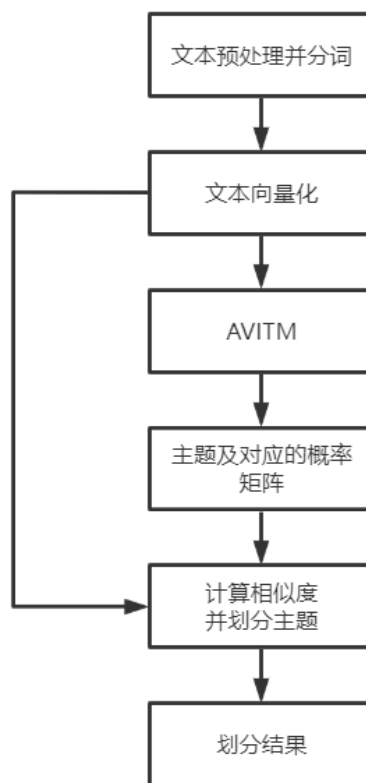 文本预处理并分词
文本向量化
AVITM
主题及对应的概率
矩阵
计算相似度
并划分主题
划分结果